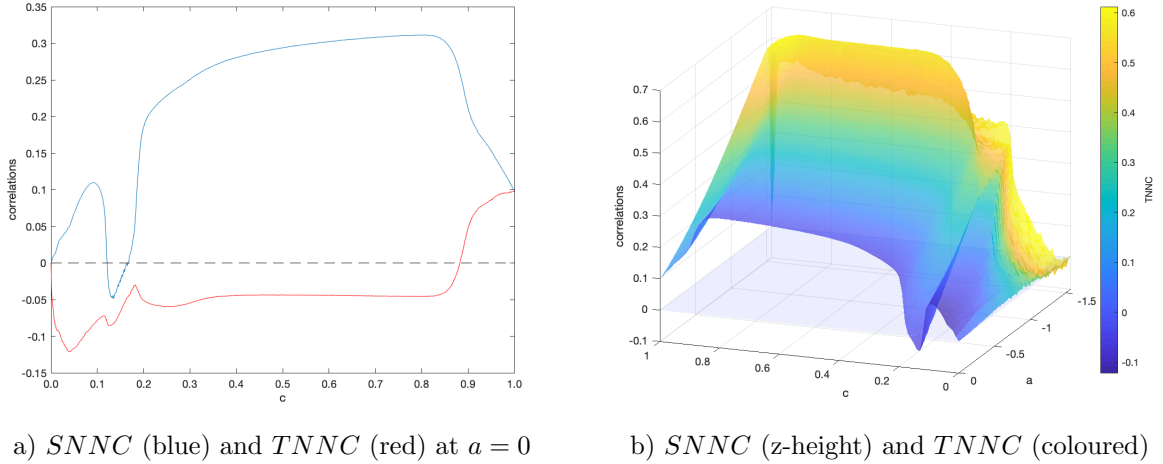 0.35
0.3
0.25
0.2
0.15
0.1
0.05
0
-0.05
-0.1
-0.15
correlations
0.0 0.1 0.2 0.3 0.4 0.5 0.6 0.7 0.8 0.9 1.0
c
0.7
0.6
0.5
0.4
0.3
0.2
0.1
0
-0.1
correlations
1 0.8 0.6 0.4 0.2 0
c
0 -0.5 -1 -1.5
a
0.6
0.5
0.4
0.3
0.2
0.1
0
-0.1
TNNC
a) SNNC (blue) and TNNC (red) at a = 0
b) SNNC (z-height) and TNNC (coloured)